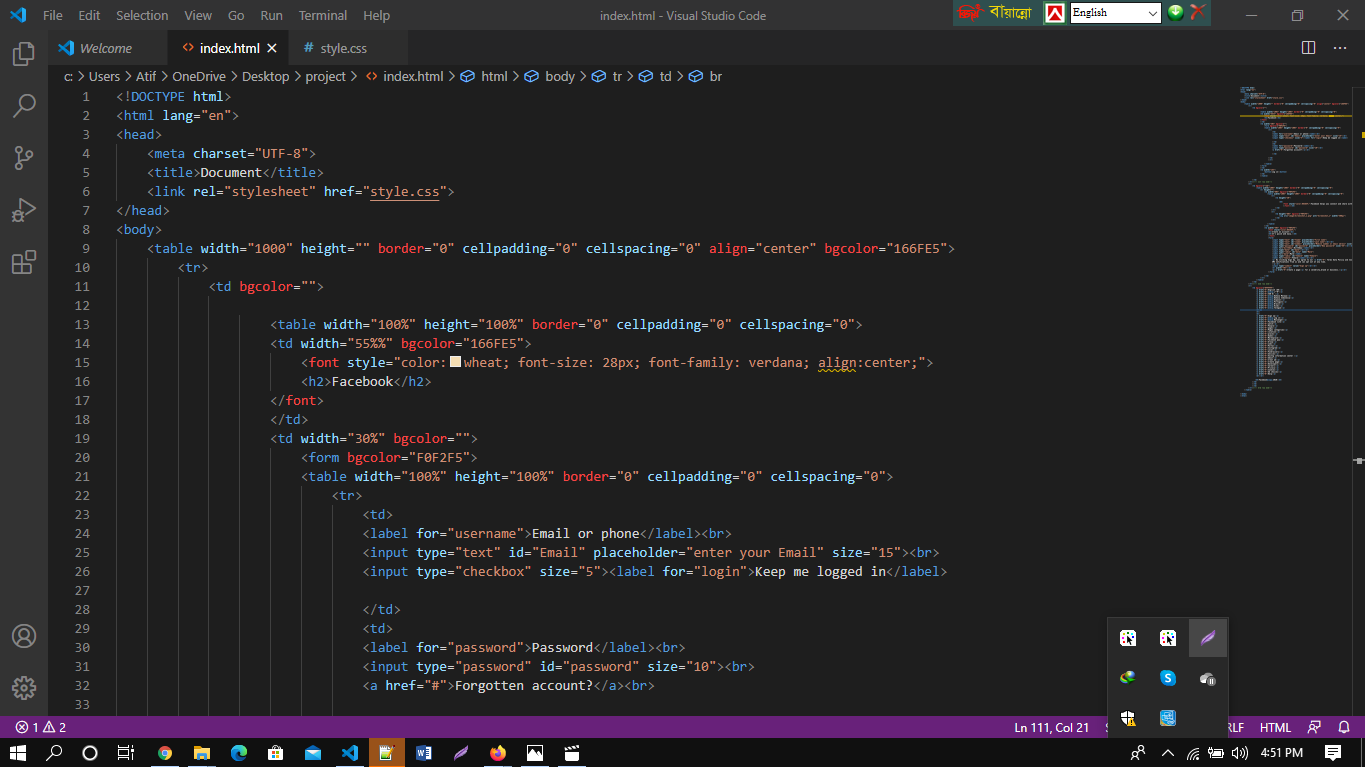 File Edit Selection View Go Run Terminal Help
index.html - Visual Studio Code
বায়ান্নো
English
Welcome
index.html
style.css
c: > Users > Atif > OneDrive > Desktop > project > index.html > html > body > tr > td > br
1 <!DOCTYPE html>
2 <html lang="en">
3 <head>
4 <meta charset="UTF-8">
5 <title>Document</title>
6 <link rel="stylesheet" href="style.css">
7 </head>
8 <body>
9 <table width="1000" height="" border="0" cellpadding="0" cellspacing="0" align="center" bgcolor="166FE5">
10 <tr>
11 <td bgcolor="">
12
13 <table width="100%" height="100%" border="0" cellpadding="0" cellspacing="0">
14 <td width="55%%" bgcolor="166FE5">
15 <font style="color: wheat; font-size: 28px; font-family: verdana; align:center;">
16 <h2>Facebook</h2>
17 </font>
18 </td>
19 <td width="30%" bgcolor="">
20 <form bgcolor="F0F2F5">
21 <table width="100%" height="100%" border="0" cellpadding="0" cellspacing="0">
22 <tr>
23 <td>
24 <label for="username">Email or phone</label><br>
25 <input type="text" id="Email" placeholder="enter your Email" size="15"><br>
26 <input type="checkbox" size="5"><label for="login">Keep me logged in</label>
27
28 </td>
29 <td>
30 <label for="password">Password</label><br>
31 <input type="password" id="password" size="10"><br>
32 <a href="#">Forgotten account?</a><br>
33
1 2
Ln 111, Col 21
RLF HTML
4:51 PM